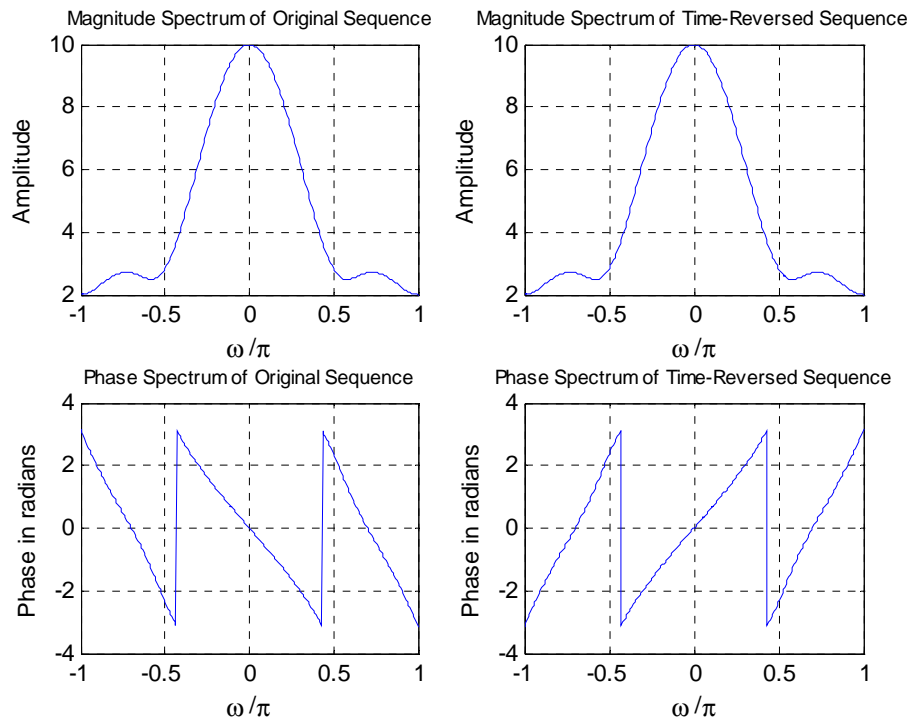 Magnitude Spectrum of Original Sequence
10
8
6
4
2
Amplitude
-1 -0.5 0 0.5 1
ω/π
Magnitude Spectrum of Time-Reversed Sequence
10
8
6
4
2
Amplitude
-1 -0.5 0 0.5 1
ω/π
Phase Spectrum of Original Sequence
4
2
0
-2
-4
Phase in radians
-1 -0.5 0 0.5 1
ω/π
Phase Spectrum of Time-Reversed Sequence
4
2
0
-2
-4
Phase in radians
-1 -0.5 0 0.5 1
ω/π